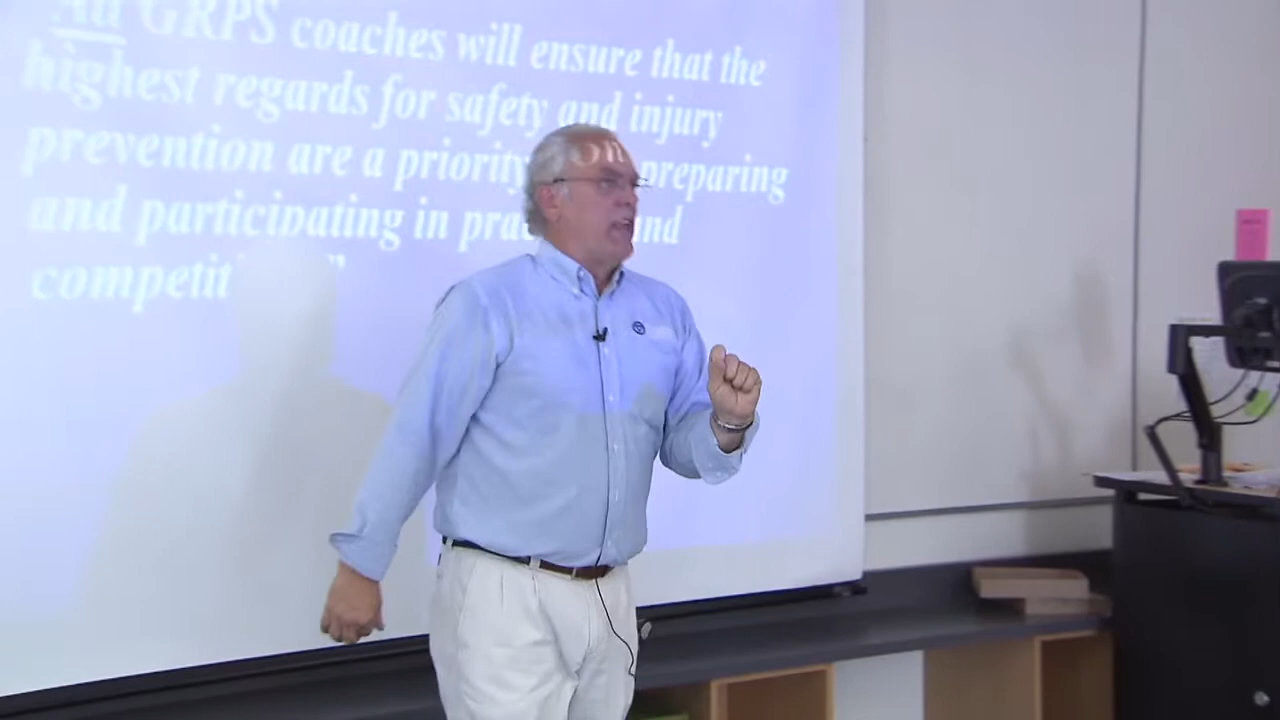 All GRPS coaches will ensure that the
highest regards for safety and injury
prevention are a priority preparing
and participating in and